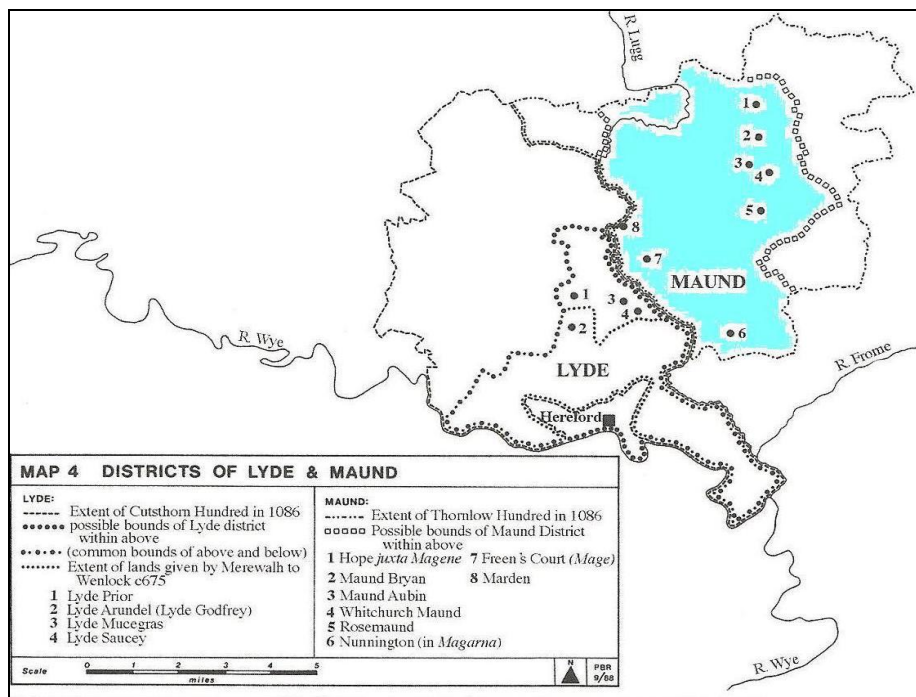 R. Lugg
1
2
3
4
5
8
7
MAUND
1
3
4
2
6
R. Wye
LYDE
R. Frome
Hereford
MAP 4 DISTRICTS OF LYDE & MAUND
LYDE:
Extent of Cutsthorn Hundred in 1086
possible bounds of Lyde district
within above
(common bounds of above and below)
Extent of lands given by Merewalh to
Wenlock c675
1 Lyde Prior
2 Lyde Arundel (Lyde Godfrey)
3 Lyde Mucegras
4 Lyde Saucey
MAUND:
Extent of Thornlow Hundred in 1086
Possible bounds of Maund District
within above
1 Hope juxta Magene 7 Freen's Court (Mage)
2 Maund Bryan 8 Marden
3 Maund Aubin
4 Whitchurch Maund
5 Rosemaund
6 Nunnington (in Magarna)
Scale 0 1 2 3 4 5
miles
N
PBR
9/88
R. Wye